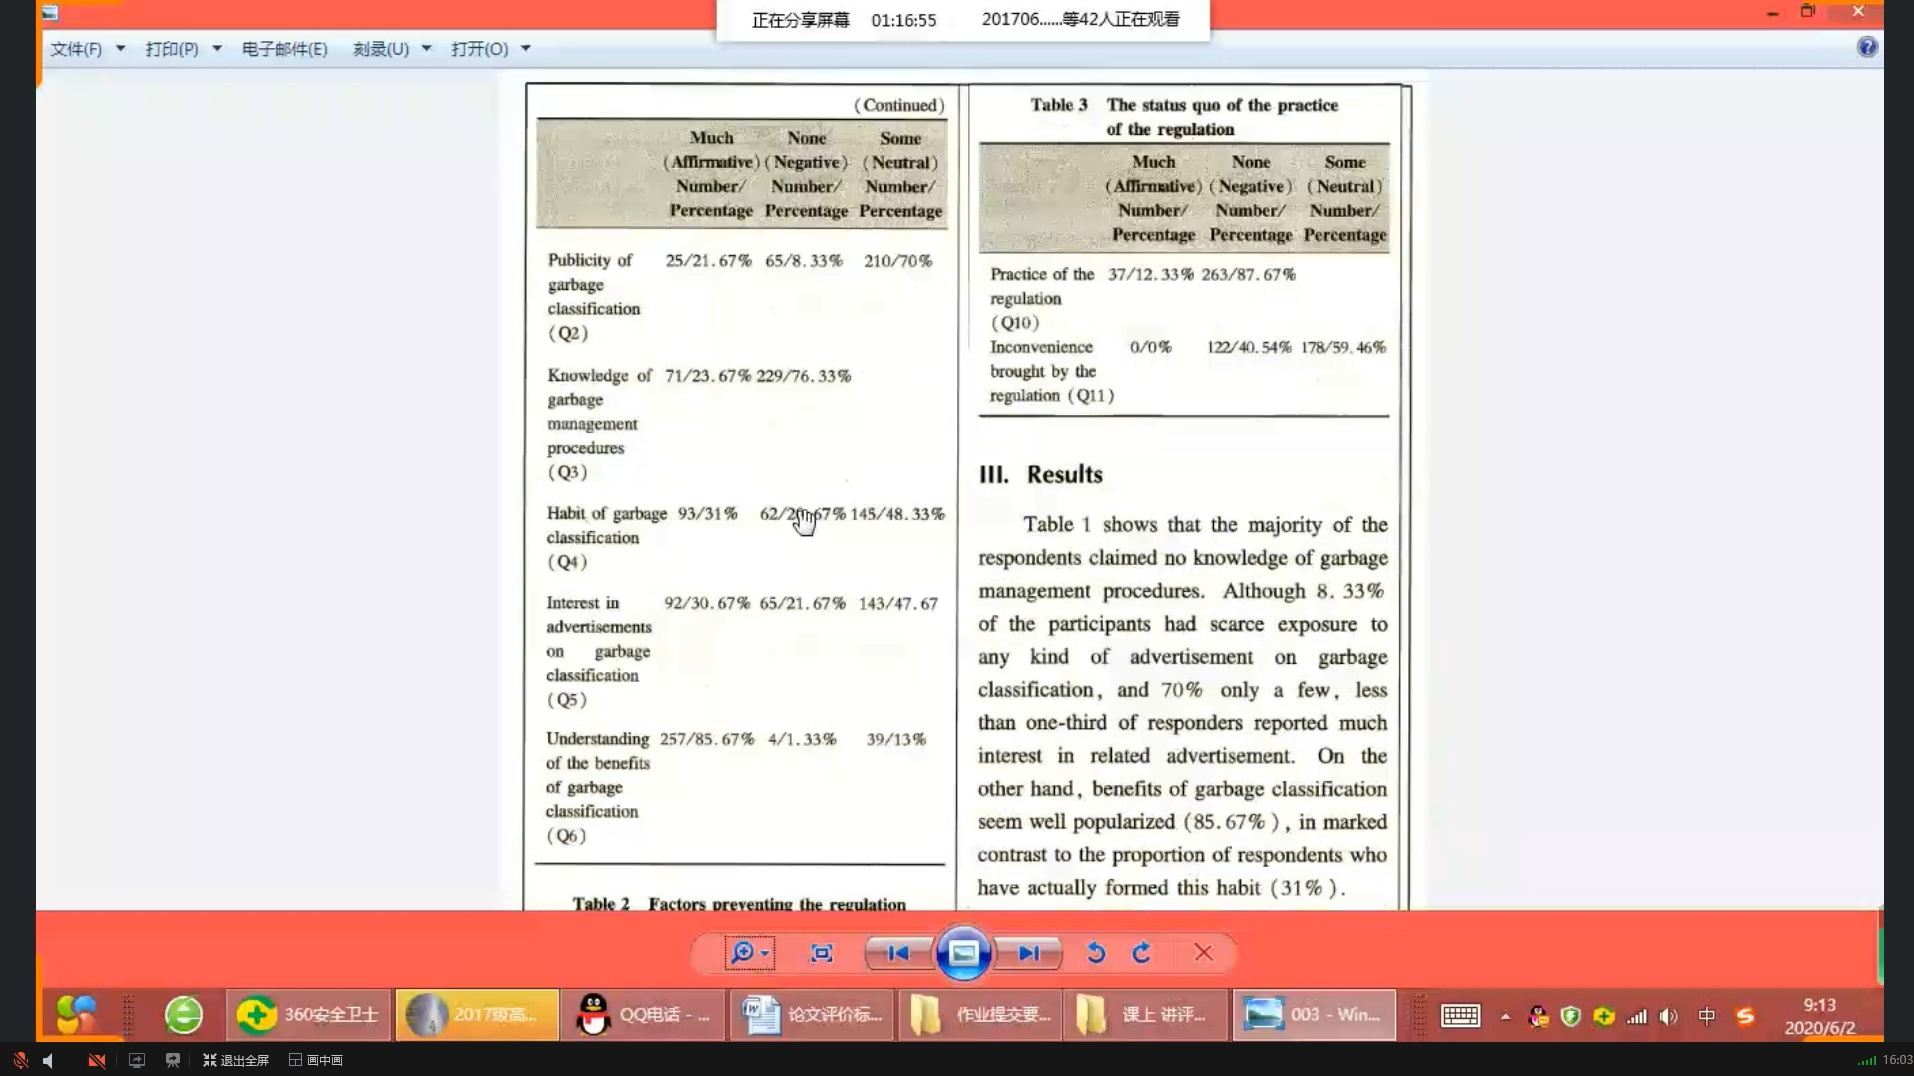 正在分享屏幕 01:16:55 201706......等42人正在观看
文件(F) 打印(P) 电子邮件(E) 刻录(U) 打开(O)
(Continued)
Much None Some
(Affirmative) (Negative) (Neutral)
Number/ Number/ Number/
Percentage Percentage Percentage
Publicity of 25/21.67% 65/8.33% 210/70%
garbage
classification
(Q2)
Knowledge of 71/23.67% 229/76.33%
garbage
management
procedures
(Q3)
Habit of garbage 93/31% 62/20.67% 145/48.33%
classification
(Q4)
Interest in 92/30.67% 65/21.67% 143/47.67
advertisements
on garbage
classification
(Q5)
Understanding 257/85.67% 4/1.33% 39/13%
of the benefits
of garbage
classification
(Q6)
Table 2 Factors preventing the regulation
Table 3 The status quo of the practice
of the regulation
Much None Some
(Affirmative) (Negative) (Neutral)
Number/ Number/ Number/
Percentage Percentage Percentage
Practice of the 37/12.33% 263/87.67%
regulation
(Q10)
Inconvenience 0/0% 122/40.54% 178/59.46%
brought by the
regulation (Q11)
III. Results
Table 1 shows that the majority of the
respondents claimed no knowledge of garbage
management procedures. Although 8.33%
of the participants had scarce exposure to
any kind of advertisement on garbage
classification, and 70% only a few, less
than one-third of responders reported much
interest in related advertisement. On the
other hand, benefits of garbage classification
seem well popularized (85.67%), in marked
contrast to the proportion of respondents who
have actually formed this habit (31%).
360安全卫士 2017级高... QQ电话 - ... 论文评价标... 作业提交要... 课上 讲评... 003 - Win... 中 9:13
2020/6/2
退出全屏 画中画 16:03